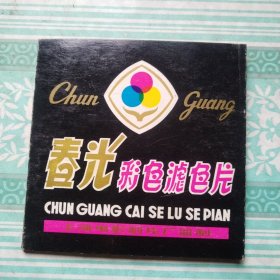 Chun Guang
春光 彩色滤色片
CHUN GUANG CAI SE LU SE PIAN